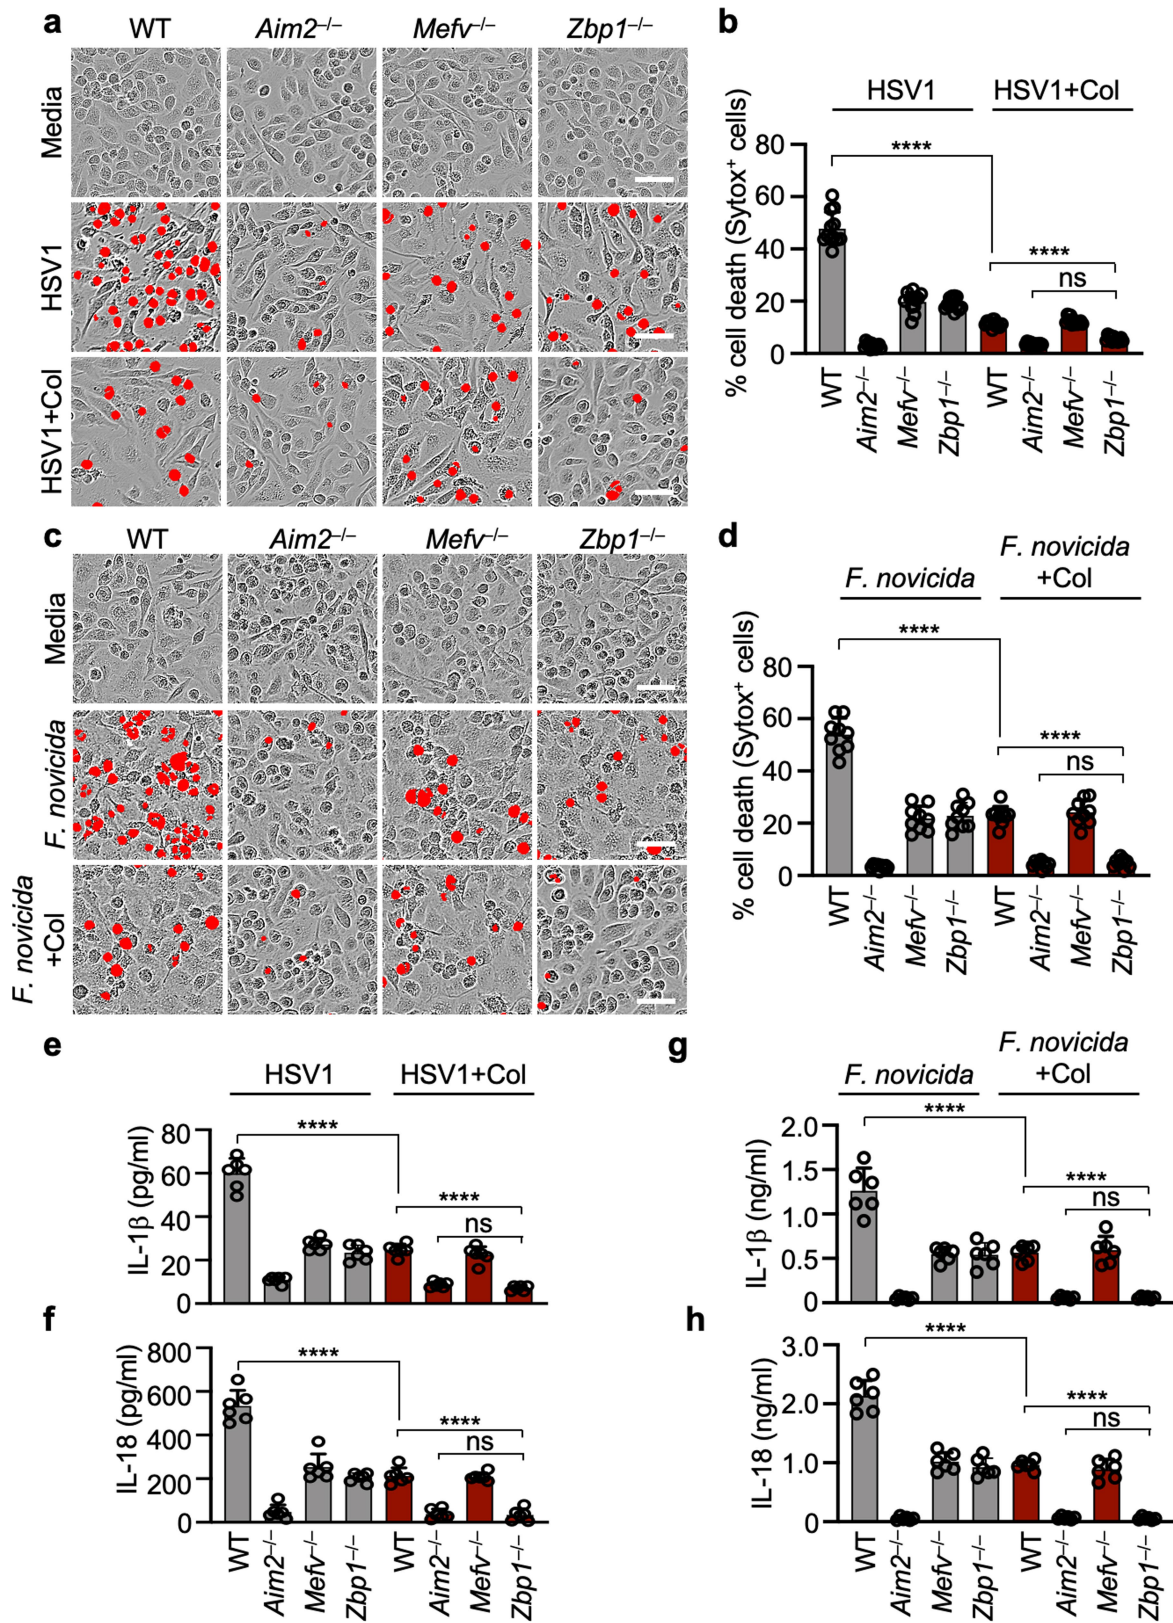 a
WT
Aim2–/–
Mefv–/–
Zbp1–/–
Media
HSV1
HSV1+Col
b
HSV1
HSV1+Col
% cell death (Sytox+ cells)
80
60
40
20
0
****
****
ns
WT
Aim2–/–
Mefv–/–
Zbp1–/–
WT
Aim2–/–
Mefv–/–
Zbp1–/–
c
WT
Aim2–/–
Mefv–/–
Zbp1–/–
Media
F. novicida
F. novicida
+Col
d
F. novicida
F. novicida
+Col
% cell death (Sytox+ cells)
80
60
40
20
0
****
****
ns
WT
Aim2–/–
Mefv–/–
Zbp1–/–
WT
Aim2–/–
Mefv–/–
Zbp1–/–
e
HSV1
HSV1+Col
IL-1β (pg/ml)
80
60
40
20
0
****
****
ns
f
IL-18 (pg/ml)
800
600
400
200
0
****
****
ns
WT
Aim2–/–
Mefv–/–
Zbp1–/–
WT
Aim2–/–
Mefv–/–
Zbp1–/–
g
F. novicida
F. novicida
+Col
IL-1β (ng/ml)
2.0
1.5
1.0
0.5
0
****
****
ns
h
IL-18 (ng/ml)
3.0
2.0
1.0
0
****
****
ns
WT
Aim2–/–
Mefv–/–
Zbp1–/–
WT
Aim2–/–
Mefv–/–
Zbp1–/–